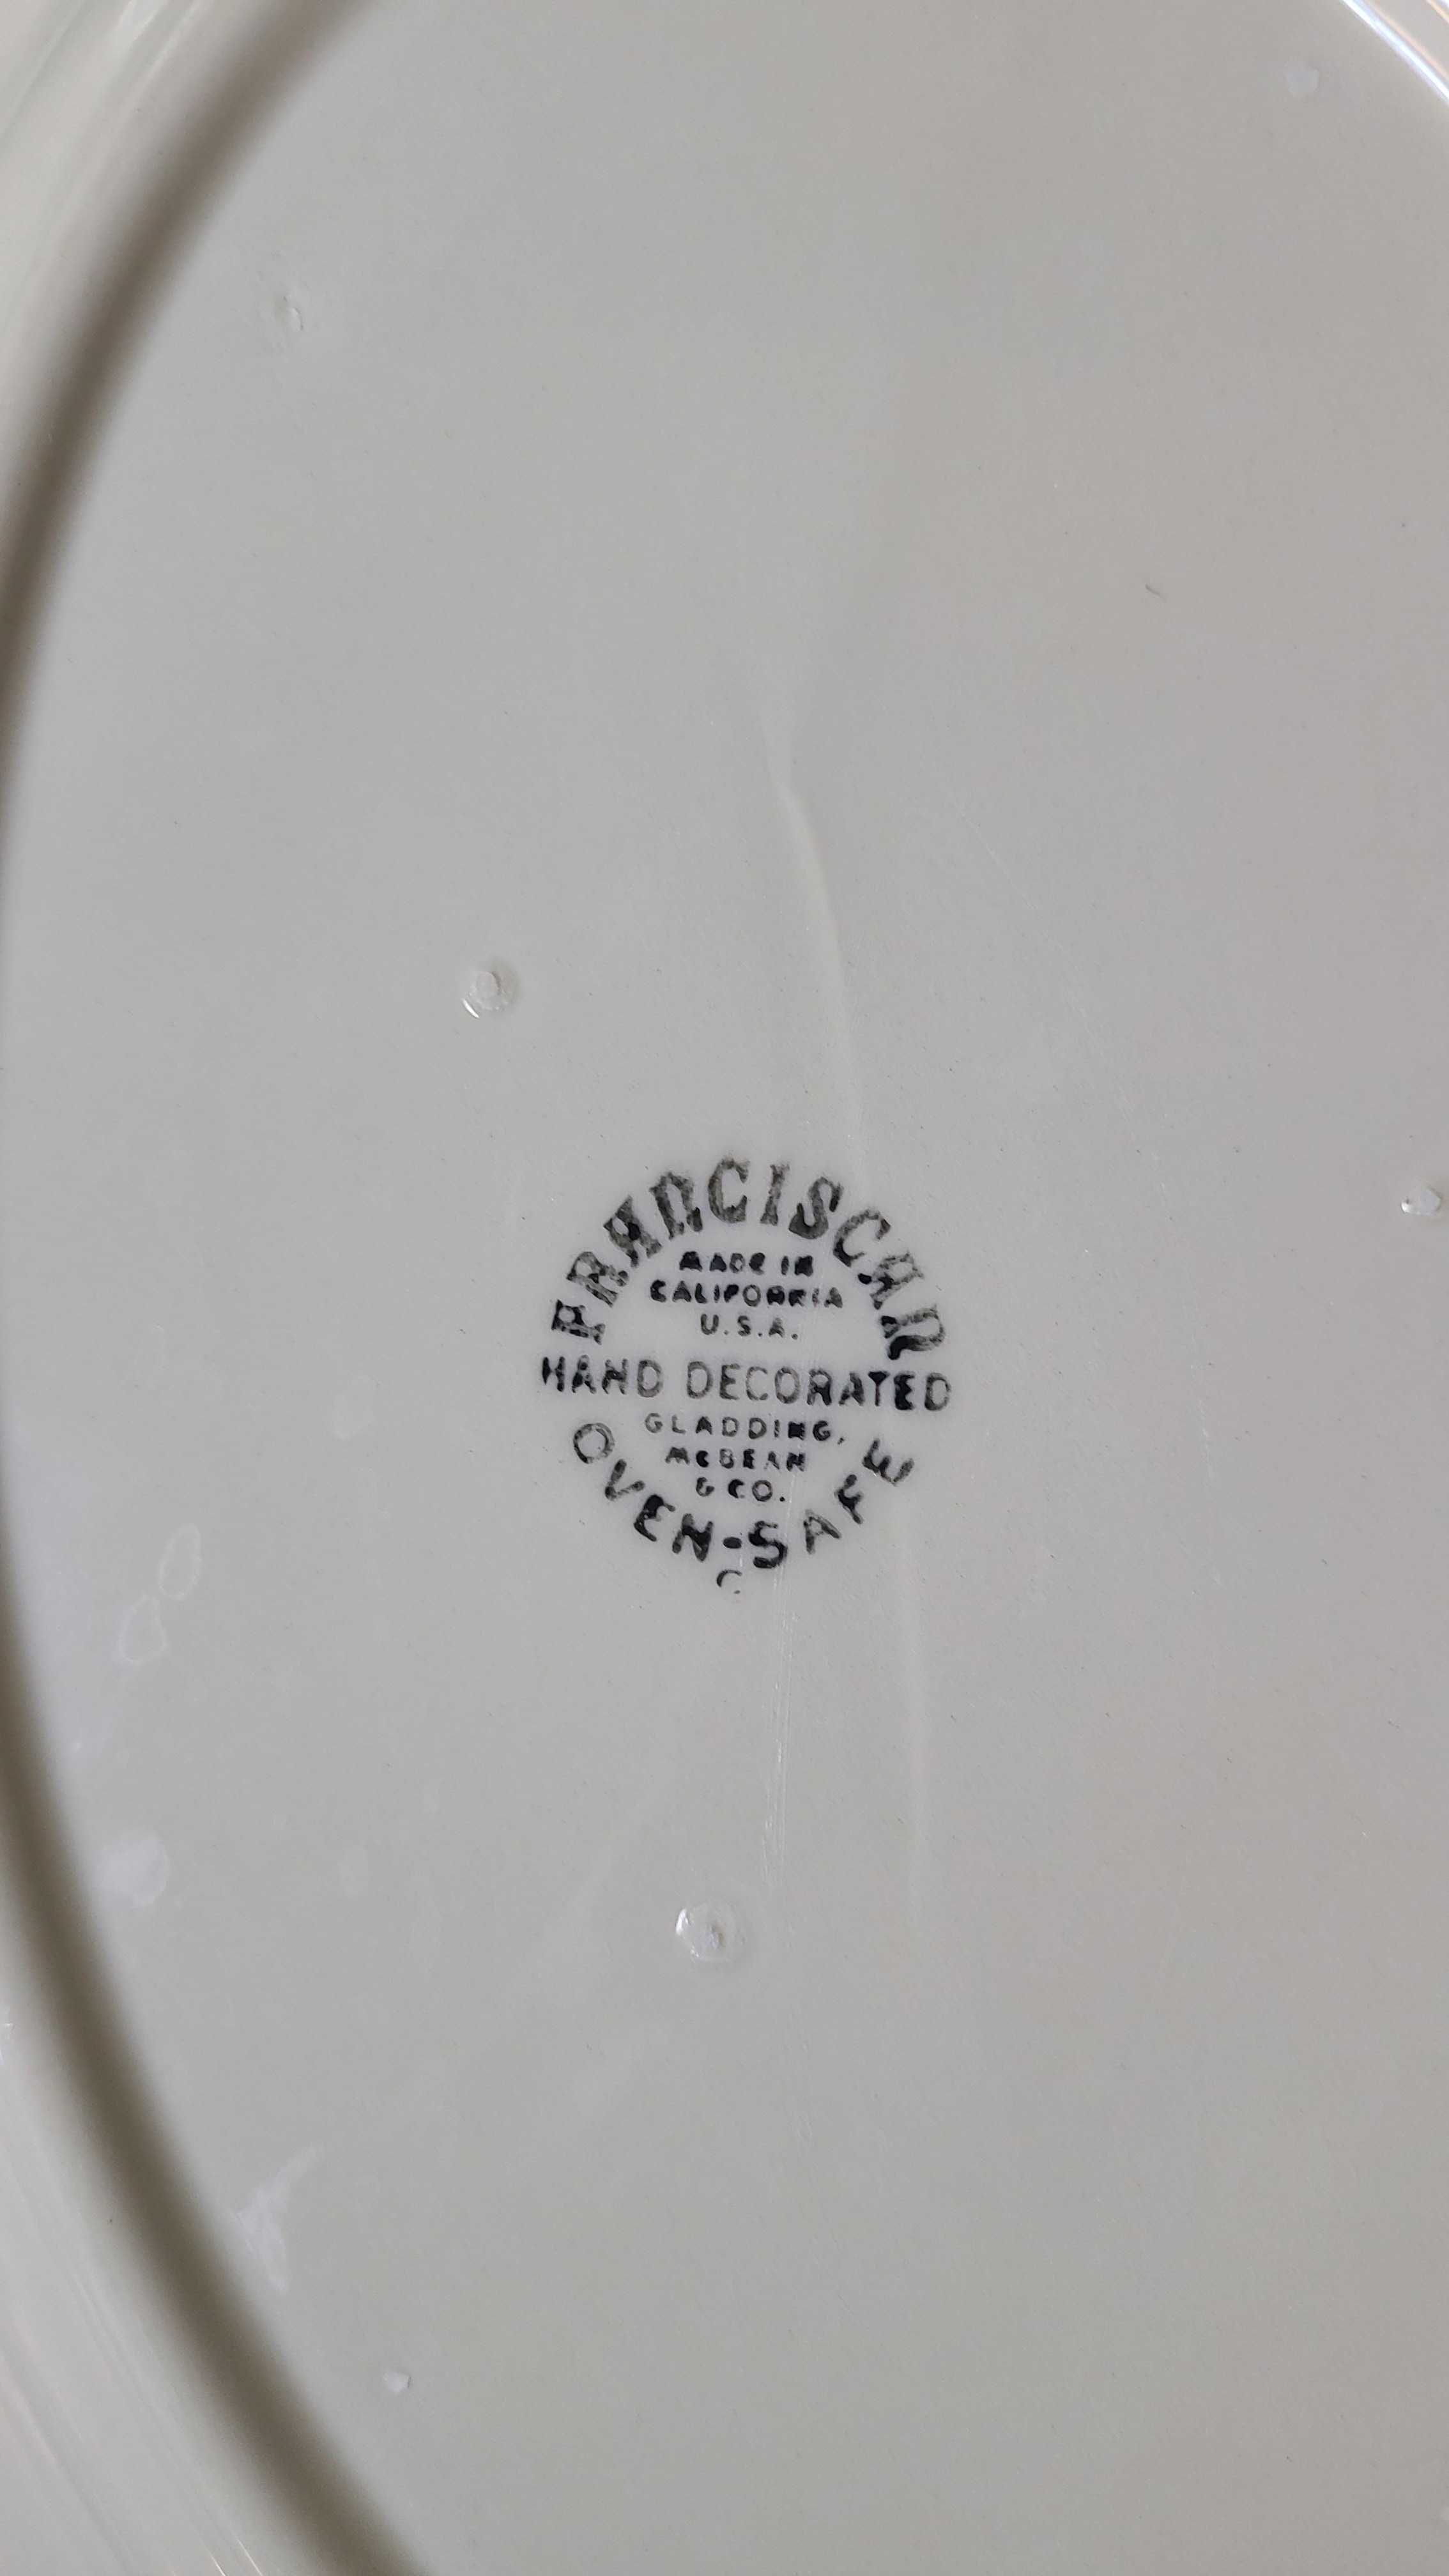 FRANCISCAN
MADE IN
CALIFORNIA
U.S.A.
HAND DECORATED
GLADDING,
McBEAN
& CO.
OVEN-SAFE
C